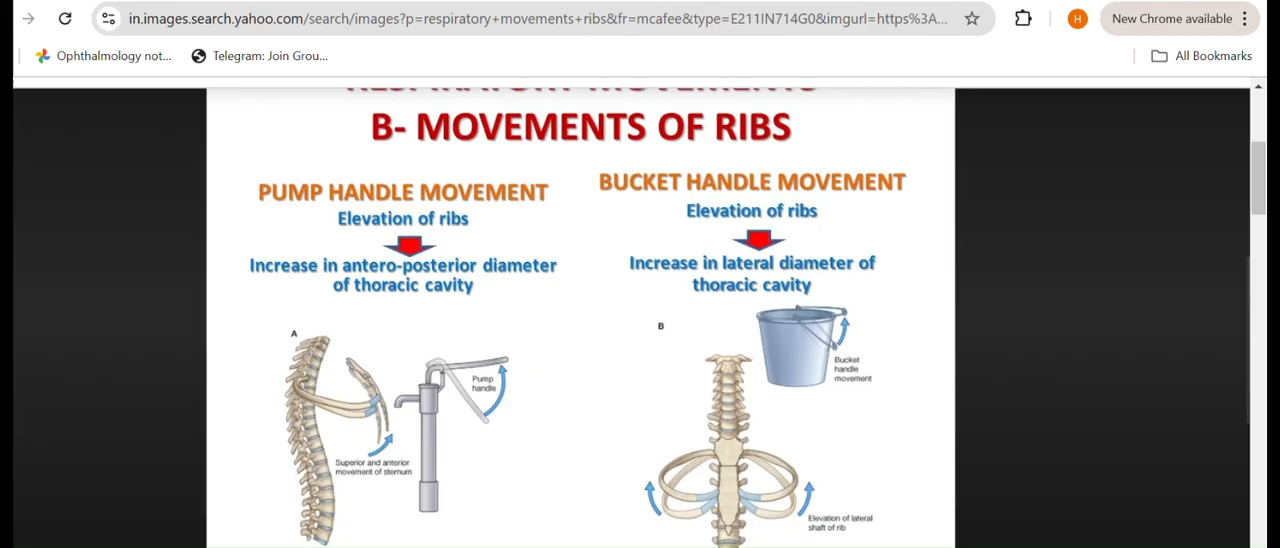 in.images.search.yahoo.com/search/images?p=respiratory+movements+ribs&fr=mcafee&type=E211IN714G0&imgurl=https%3A...
H
New Chrome available
Ophthalmology not...
Telegram: Join Grou...
All Bookmarks
RESPIRATORY MOVEMENTS
B- MOVEMENTS OF RIBS
PUMP HANDLE MOVEMENT
Elevation of ribs
Increase in antero-posterior diameter
of thoracic cavity
A
Pump
handle
Superior and anterior
movement of sternum
BUCKET HANDLE MOVEMENT
Elevation of ribs
Increase in lateral diameter of
thoracic cavity
B
Bucket
handle
movement
Elevation of lateral
shaft of rib